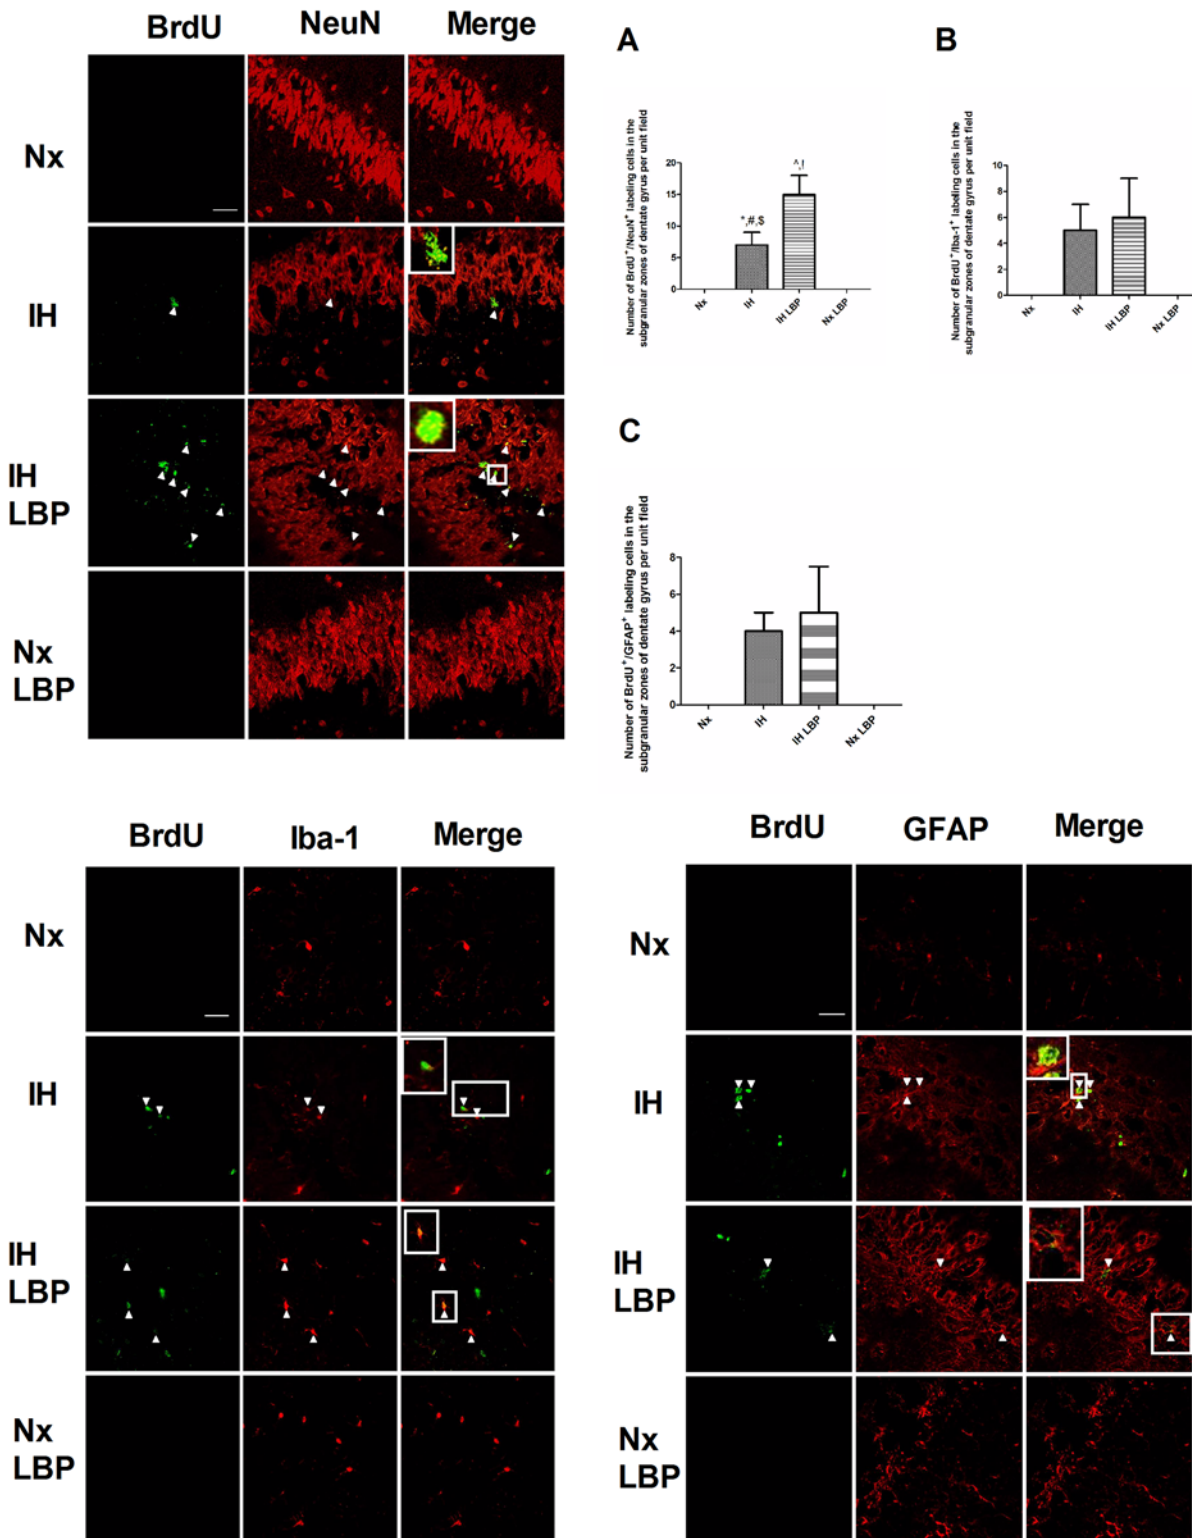 BrdU NeuN Merge
Nx
IH
IH
LBP
Nx
LBP
A
Number of BrdU+/NeuN+ labeling cells in the
subgranular zones of dentate gyrus per unit field
20
15
10
5
0
*,#,$
^,!
Nx IH IH LBP Nx LBP
B
Number of BrdU+/Iba-1+ labeling cells in the
subgranular zones of dentate gyrus per unit field
10
8
6
4
2
0
Nx IH IH LBP Nx LBP
C
Number of BrdU+/GFAP+ labeling cells in the
subgranular zones of dentate gyrus per unit field
8
6
4
2
0
Nx IH IH LBP Nx LBP
BrdU Iba-1 Merge
Nx
IH
IH
LBP
Nx
LBP
BrdU GFAP Merge
Nx
IH
IH
LBP
Nx
LBP